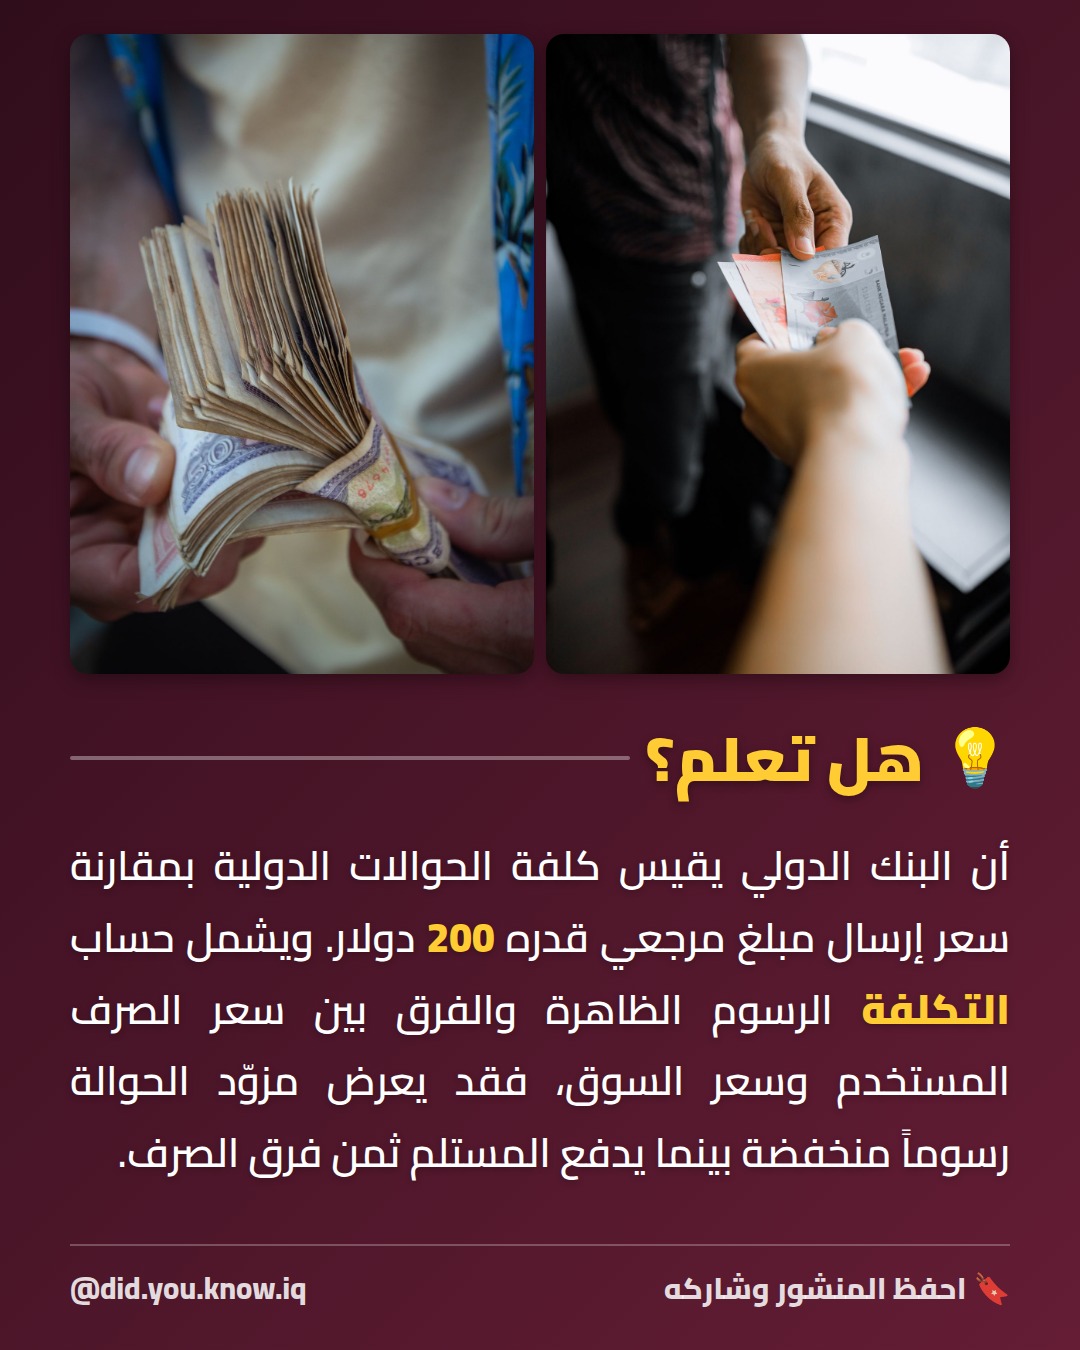 هل تعلم؟
أن البنك الدولي يقيس كلفة الحوالات الدولية بمقارنة
سعر إرسال مبلغ مرجعي قدره 200 دولار. ويشمل حساب
التكلفة الرسوم الظاهرة والفرق بين سعر الصرف
المستخدم وسعر السوق، فقد يعرض مزوّد الحوالة
رسوماً منخفضة بينما يدفع المستلم ثمن فرق الصرف.
احفظ المنشور وشاركه
@did.you.know.iq